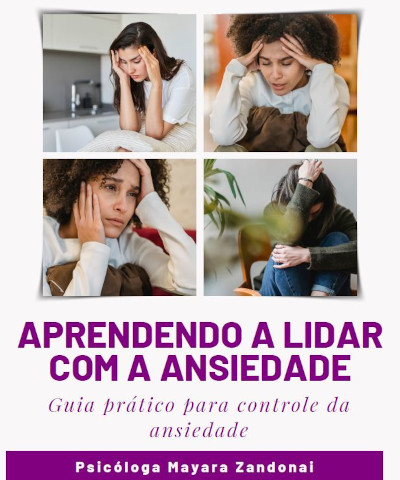 APRENDENDO A LIDAR
COM A ANSIEDADE
Guia prático para controle da
ansiedade
Psicóloga Mayara Zandonai